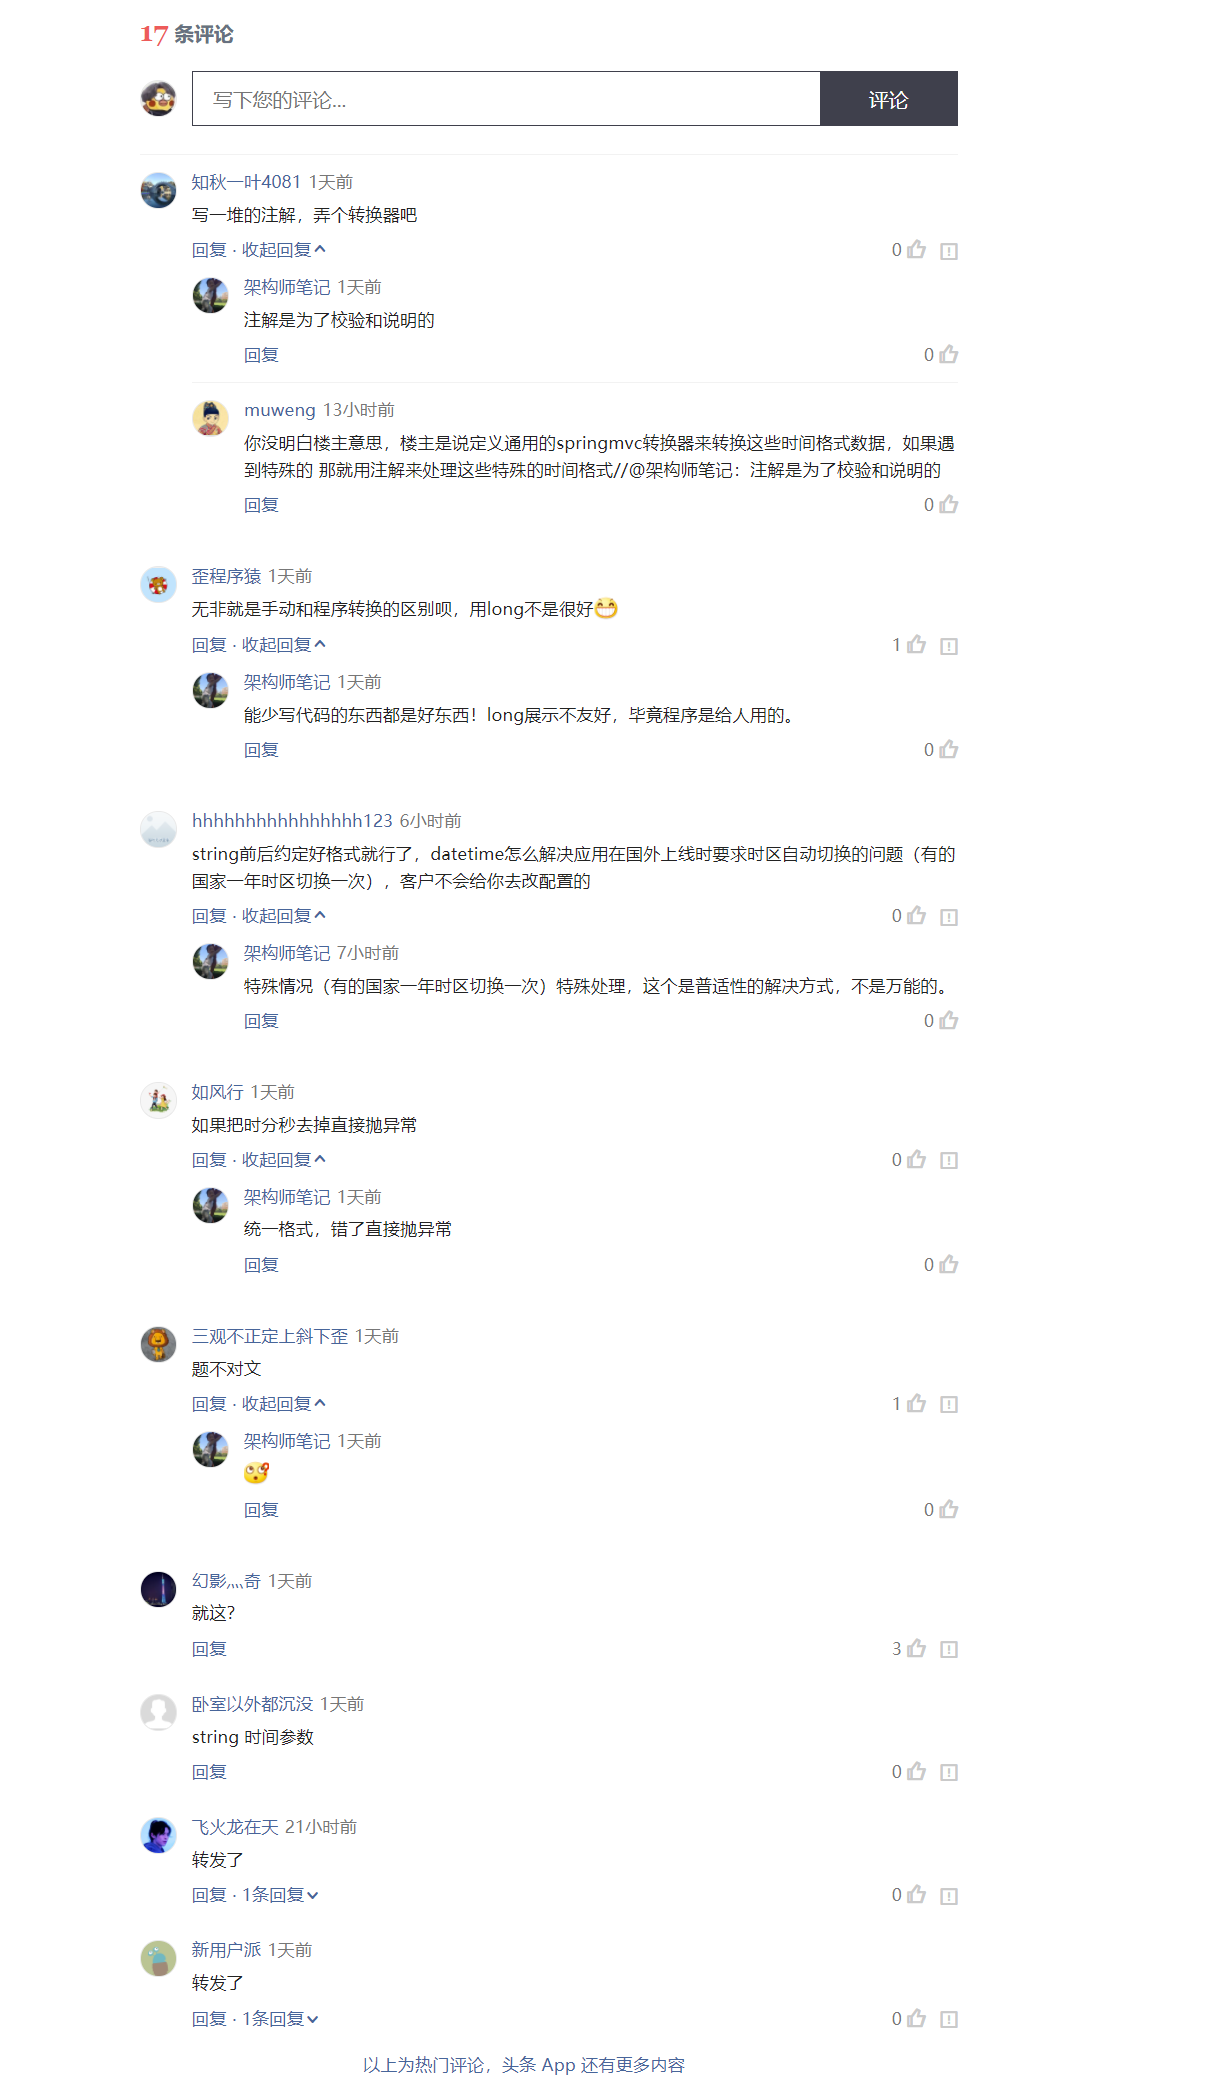 17 条评论
写下您的评论...
评论
知秋一叶4081 1天前
写一堆的注解，弄个转换器吧
回复 · 收起回复
0
架构师笔记 1天前
注解是为了校验和说明的
回复
0
muweng 13小时前
你没明白楼主意思，楼主是说定义通用的springmvc转换器来转换这些时间格式数据，如果遇
到特殊的 那就用注解来处理这些特殊的时间格式//@架构师笔记：注解是为了校验和说明的
回复
0
歪程序猿 1天前
无非就是手动和程序转换的区别呗，用long不是很好😁
回复 · 收起回复
1
架构师笔记 1天前
能少写代码的东西都是好东西！long展示不友好，毕竟程序是给人用的。
回复
0
hhhhhhhhhhhhhhhh123 6小时前
string前后约定好格式就行了，datetime怎么解决应用在国外上线时要求时区自动切换的问题（有的
国家一年时区切换一次），客户不会给你去改配置的
回复 · 收起回复
0
架构师笔记 7小时前
特殊情况（有的国家一年时区切换一次）特殊处理，这个是普适性的解决方式，不是万能的。
回复
0
如风行 1天前
如果把时分秒去掉直接抛异常
回复 · 收起回复
0
架构师笔记 1天前
统一格式，错了直接抛异常
回复
0
三观不正定上斜下歪 1天前
题不对文
回复 · 收起回复
1
架构师笔记 1天前
回复
0
幻影灬奇 1天前
就这?
回复
3
卧室以外都沉没 1天前
string 时间参数
回复
0
飞火龙在天 21小时前
转发了
回复 · 1条回复
0
新用户派 1天前
转发了
回复 · 1条回复
0
以上为热门评论，头条 App 还有更多内容